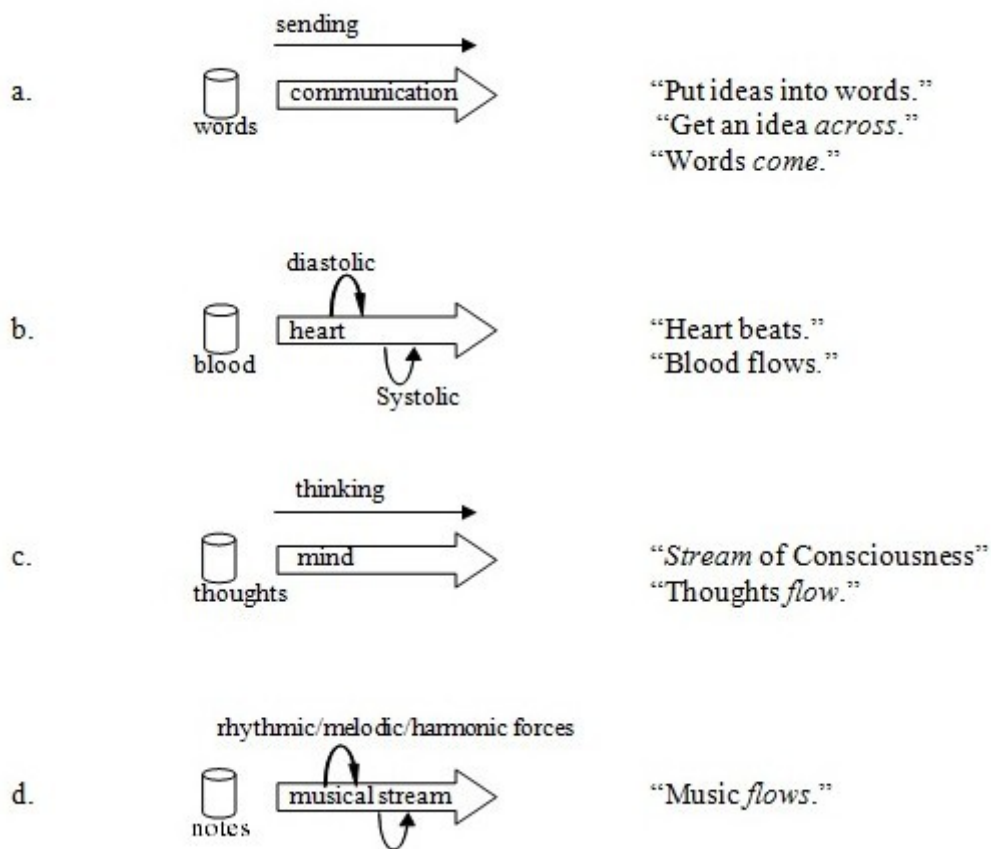 sending
a.
communication
words
“Put ideas into words.”
“Get an idea across.”
“Words come.”
diastolic
b.
heart
blood
Systolic
“Heart beats.”
“Blood flows.”
thinking
c.
mind
thoughts
“Stream of Consciousness”
“Thoughts flow.”
rhythmic/melodic/harmonic forces
d.
musical stream
notes
“Music flows.”